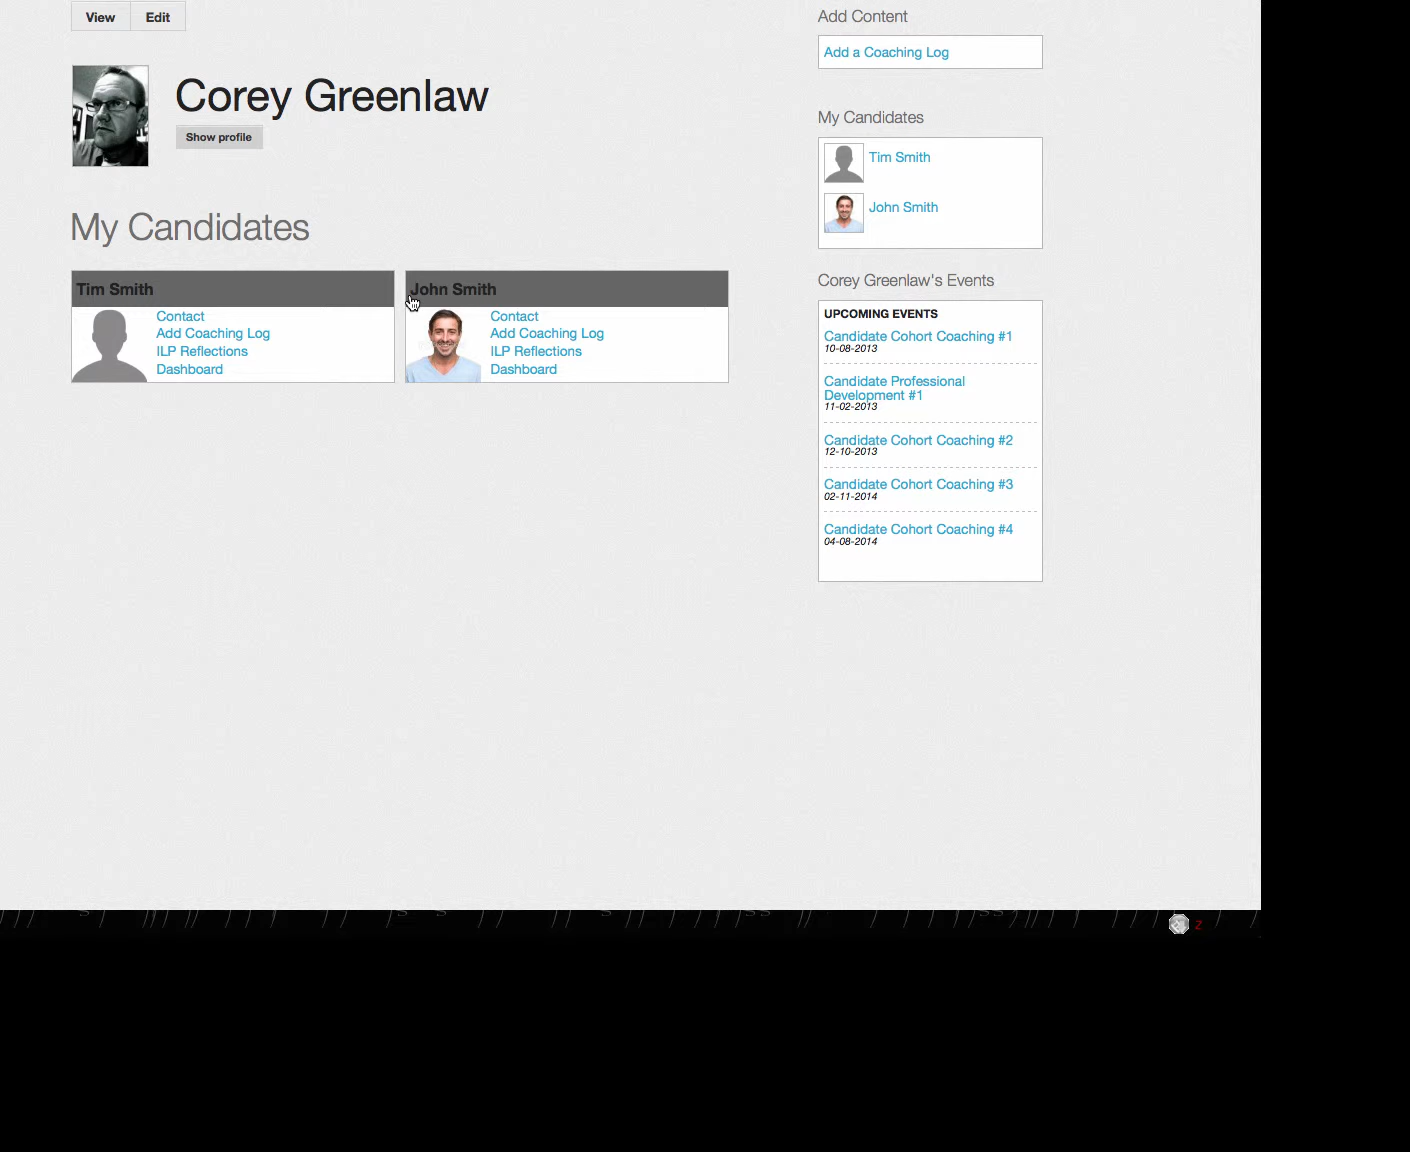 View
Edit
Corey Greenlaw
Show profile
My Candidates
Tim Smith
Contact
Add Coaching Log
ILP Reflections
Dashboard
John Smith
Contact
Add Coaching Log
ILP Reflections
Dashboard
Add Content
Add a Coaching Log
My Candidates
Tim Smith
John Smith
Corey Greenlaw's Events
UPCOMING EVENTS
Candidate Cohort Coaching #1
10-08-2013
Candidate Professional
Development #1
11-02-2013
Candidate Cohort Coaching #2
12-10-2013
Candidate Cohort Coaching #3
02-11-2014
Candidate Cohort Coaching #4
04-08-2014
z